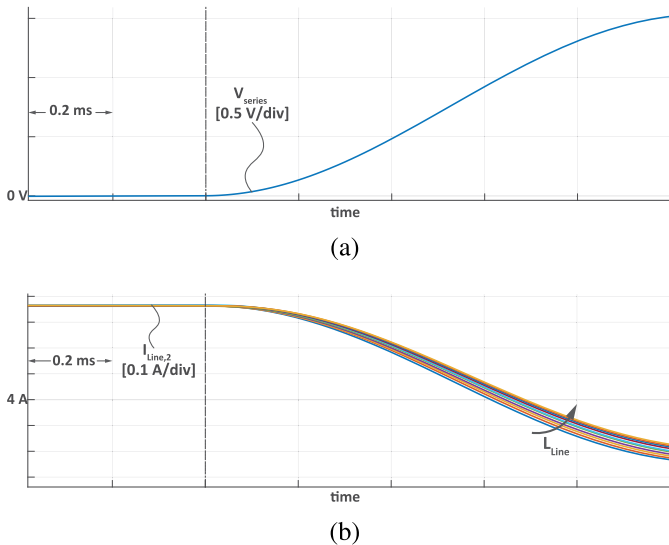 V_series
[0.5 V/div]
0.2 ms
0 V
time
(a)
I_Line,2
[0.1 A/div]
0.2 ms
4 A
L_Line
time
(b)